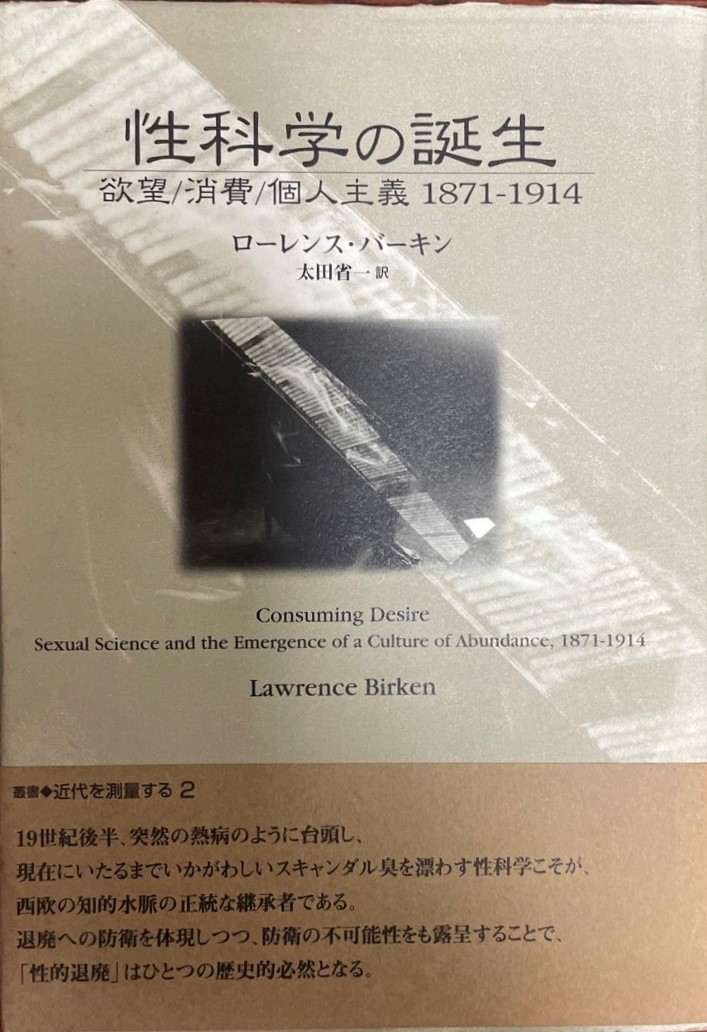 性科学の誕生
欲望/消費/個人主義 1871-1914
ローレンス・バーキン
太田省一 訳
Consuming Desire
Sexual Science and the Emergence of a Culture of Abundance, 1871-1914
Lawrence Birken
叢書◆近代を測量する 2
19世紀後半、突然の熱病のように台頭し、
現在にいたるまでいかがわしいスキャンダル臭を漂わす性科学こそが、
西欧の知的水脈の正統な継承者である。
退廃への防衛を体現しつつ、防衛の不可能性をも露呈することで、
「性的退廃」はひとつの歴史的必然となる。